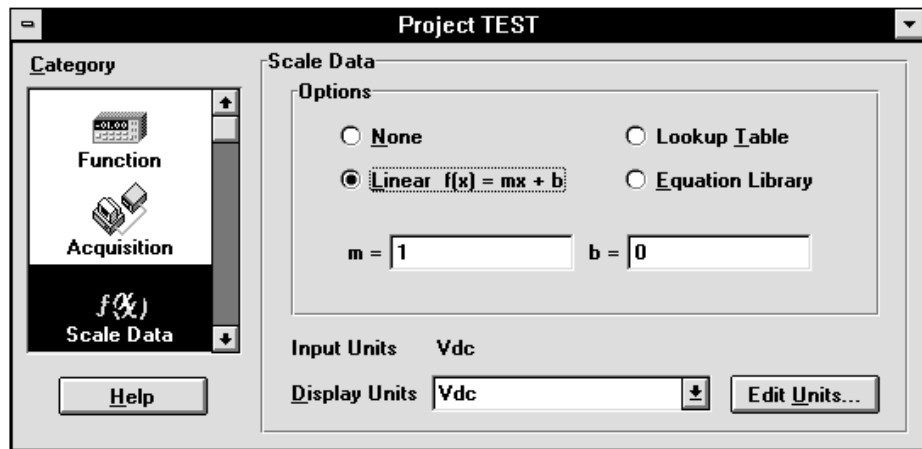 Project TEST
Category
Function
Acquisition
f(x)
Scale Data
Help
Scale Data
Options
None
Lookup Table
Linear f(x) = mx + b
Equation Library
m = 1
b = 0
Input Units Vdc
Display Units Vdc
Edit Units...